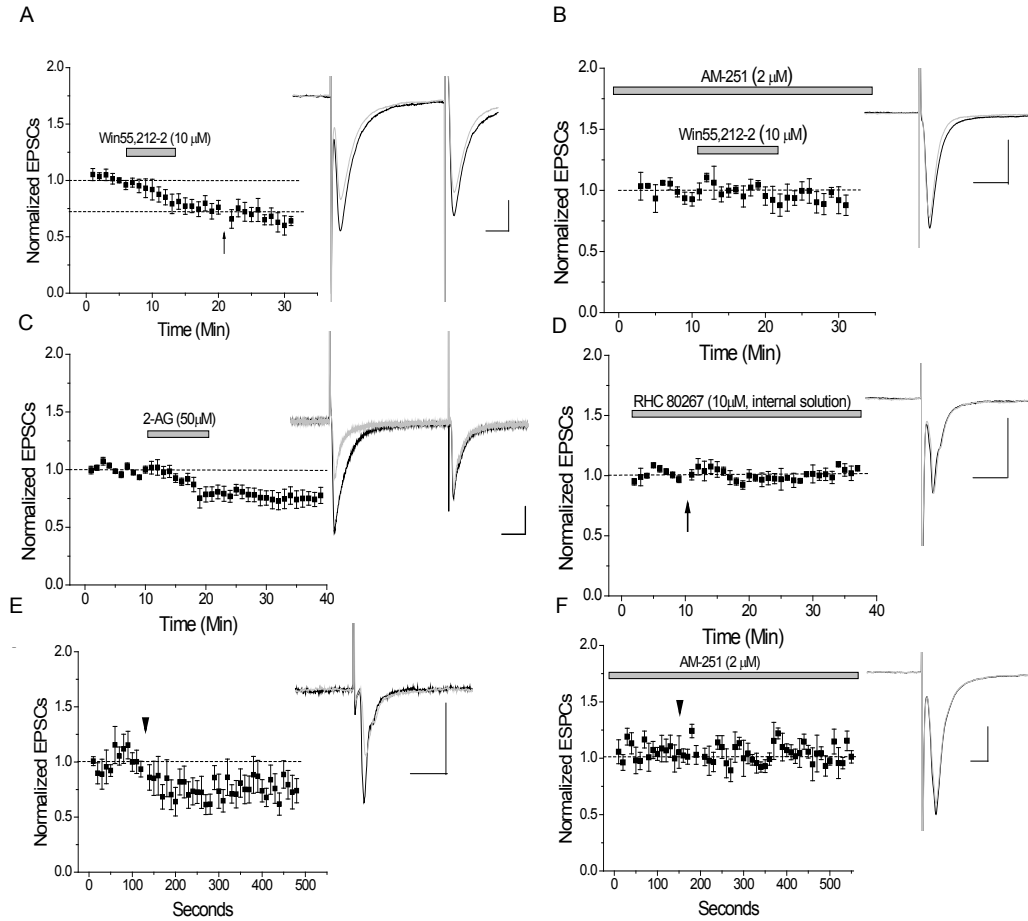 A
2.0
1.5
1.0
0.5
0.0
Normalized EPSCs
Win55,212-2 (10 μM)
0
10
20
30
Time (Min)
B
2.0
1.5
1.0
0.5
0.0
Normalized EPSCs
AM-251 (2 μM)
Win55,212-2 (10 μM)
0
10
20
30
Time (Min)
C
2.0
1.5
1.0
0.5
0.0
Normalized EPSCs
2-AG (50μM)
0
10
20
30
40
Time (Min)
D
2.0
1.5
1.0
0.5
0.0
Normalized EPSCs
RHC 80267 (10μM, internal solution)
0
10
20
30
40
Time (Min)
E
2.0
1.5
1.0
0.5
0.0
Normalized EPSCs
0
100
200
300
400
500
Seconds
F
2.0
1.5
1.0
0.5
0.0
Normalized ESPCs
AM-251 (2 μM)
0
100
200
300
400
500
Seconds